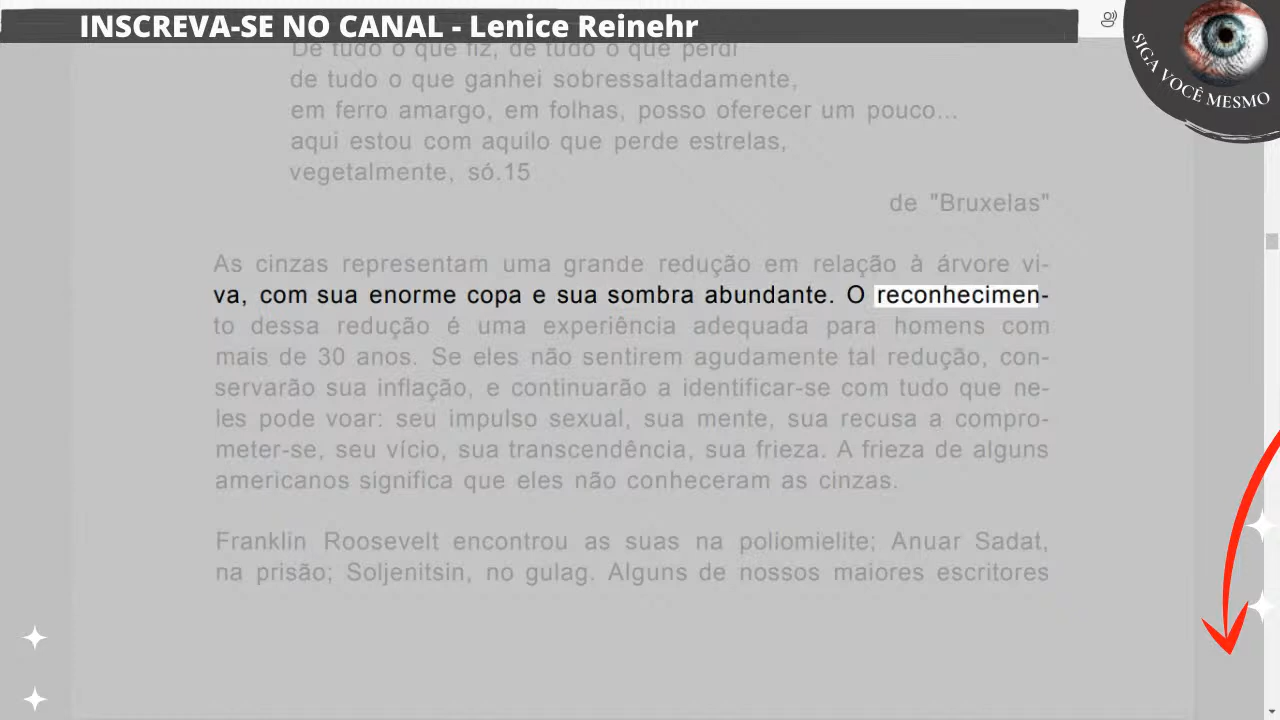 INSCREVA-SE NO CANAL - Lenice Reinehr
SIGA VOCÊ MESMO
De tudo o que fiz, de tudo o que perdi
de tudo o que ganhei sobressaltadamente,
em ferro amargo, em folhas, posso oferecer um pouco...
aqui estou com aquilo que perde estrelas,
vegetalmente, só.15
de "Bruxelas"
As cinzas representam uma grande redução em relação à árvore vi-
va, com sua enorme copa e sua sombra abundante. O reconhecimen-
to dessa redução é uma experiência adequada para homens com
mais de 30 anos. Se eles não sentirem agudamente tal redução, con-
servarão sua inflação, e continuarão a identificar-se com tudo que ne-
les pode voar: seu impulso sexual, sua mente, sua recusa a compro-
meter-se, seu vício, sua transcendência, sua frieza. A frieza de alguns
americanos significa que eles não conheceram as cinzas.
Franklin Roosevelt encontrou as suas na poliomielite; Anuar Sadat,
na prisão; Soljenitsin, no gulag. Alguns de nossos maiores escritores